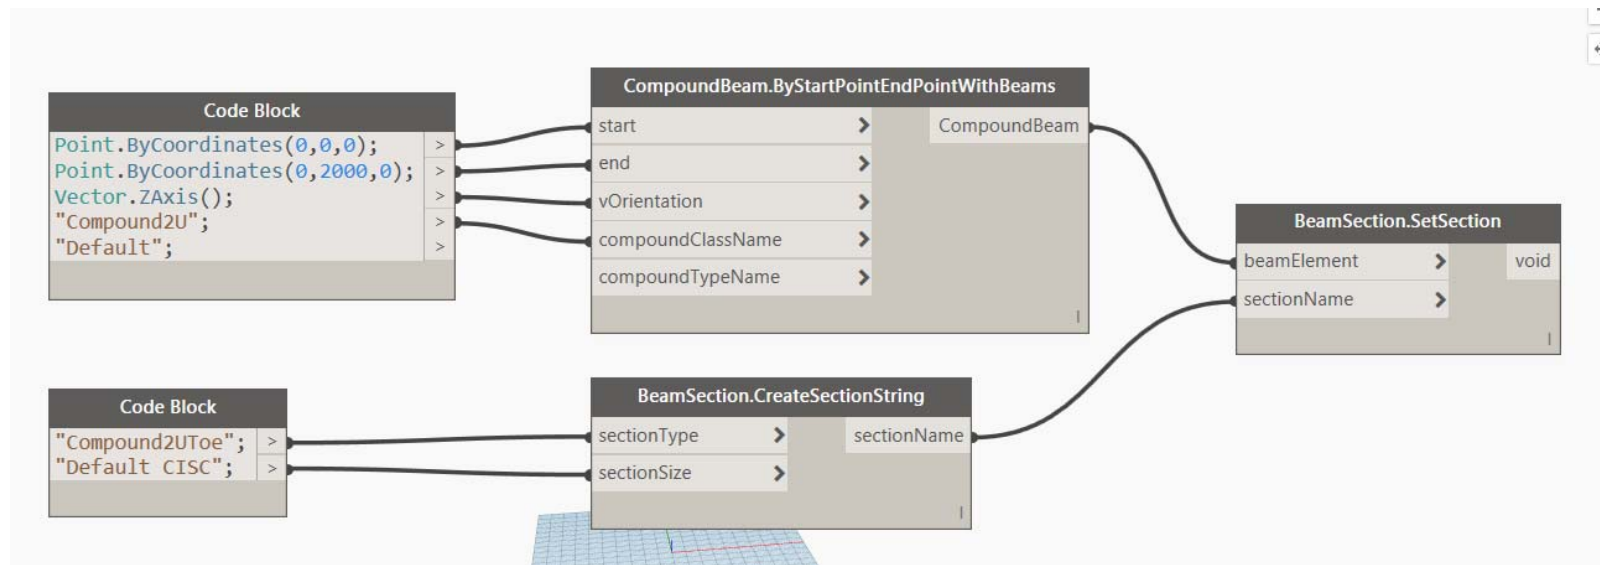 Code Block
Point.ByCoordinates(0,0,0); >
Point.ByCoordinates(0,2000,0); >
Vector.ZAxis(); >
"Compound2U"; >
"Default"; >
CompoundBeam.ByStartPointEndPointWithBeams
start CompoundBeam
end
vOrientation
compoundClassName
compoundTypeName
BeamSection.SetSection
beamElement void
sectionName
Code Block
"Compound2UToe"; >
"Default CISC"; >
BeamSection.CreateSectionString
sectionType sectionName
sectionSize